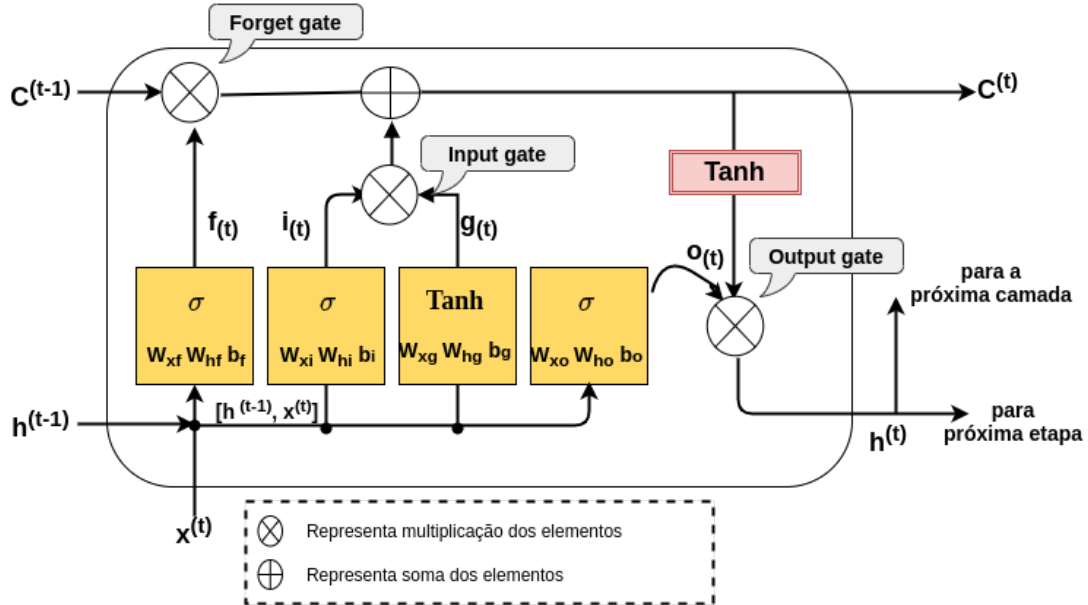 Forget gate
C(t-1)
C(t)
Input gate
Tanh
f(t)
i(t)
g(t)
o(t)
Output gate
para a
próxima camada
σ
σ
Tanh
σ
Wxf Whf bf
Wxi Whi bi
Wxg Whg bg
Wxo Who bo
[h (t-1), x(t)]
h(t-1)
h(t)
para
próxima etapa
x(t)
Representa multiplicação dos elementos
Representa soma dos elementos